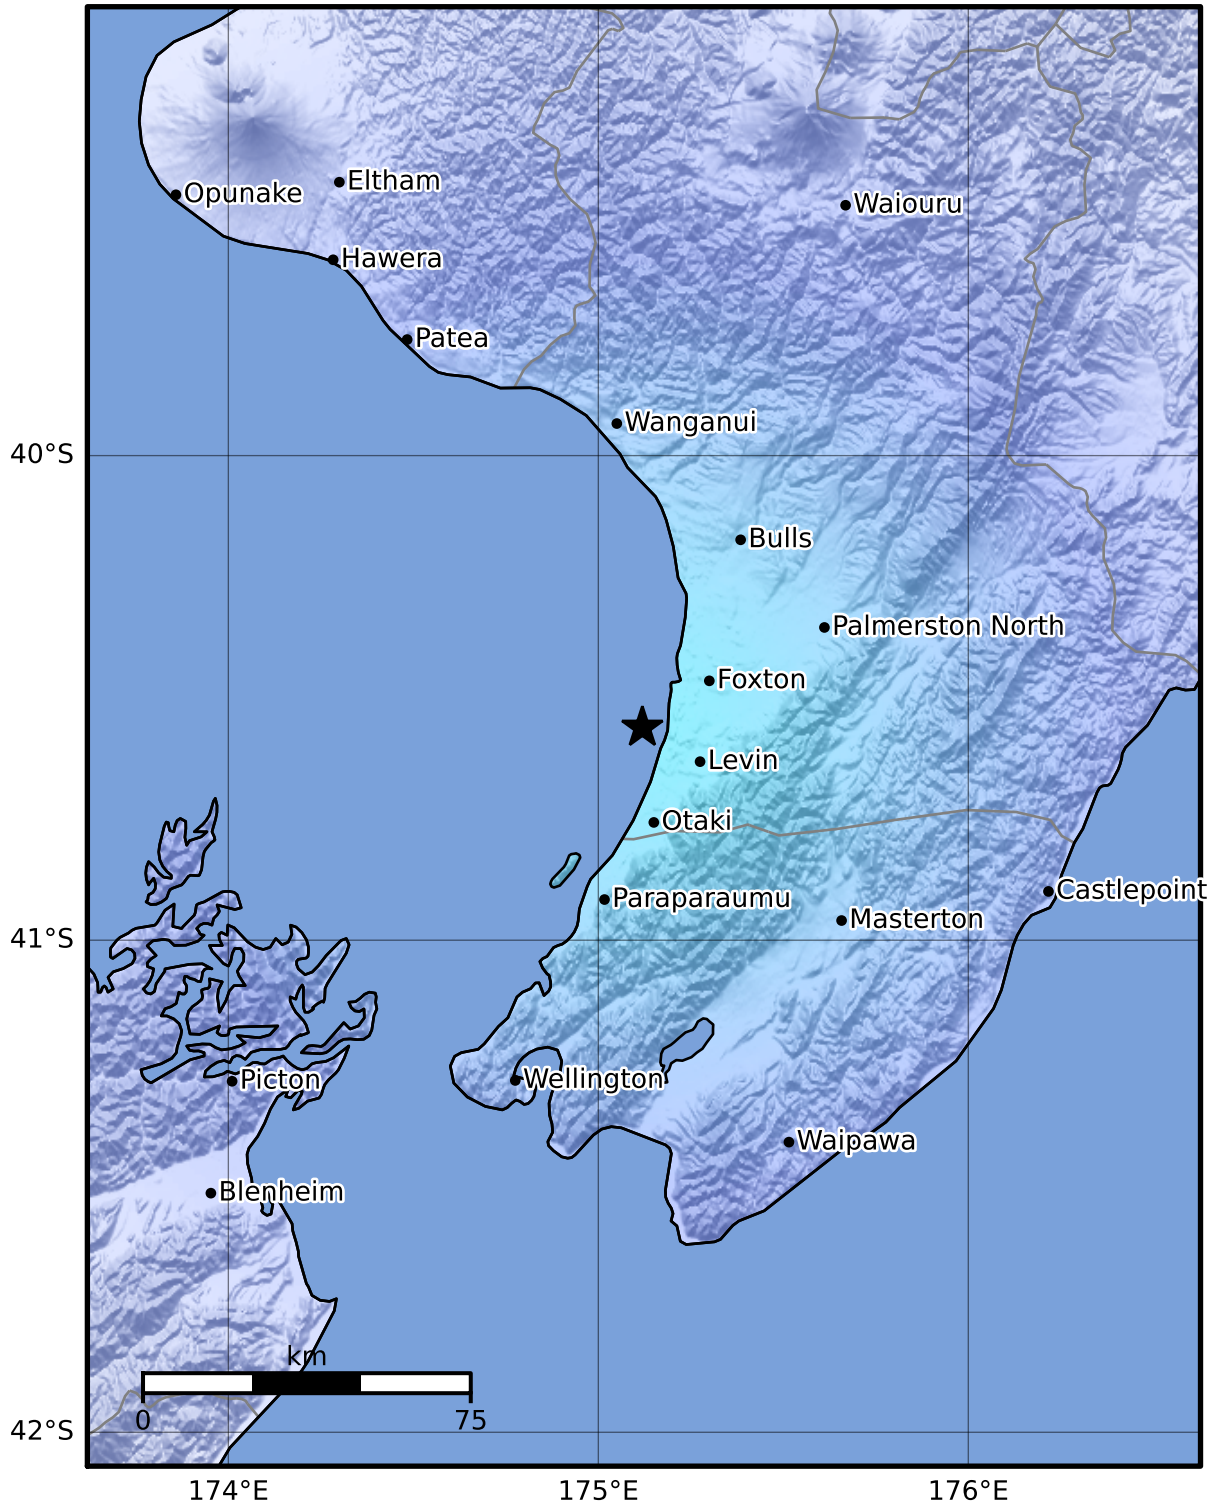 Eltham
Opunake
Waiouru
Hawera
Patea
Wanganui
40°S
Bulls
Palmerston North
Foxton
Levin
Otaki
Castlepoint
Paraparaumu
Masterton
41°S
Picton
Wellington
Waipawa
Blenheim
km
0
75
42°S
174°E
175°E
176°E